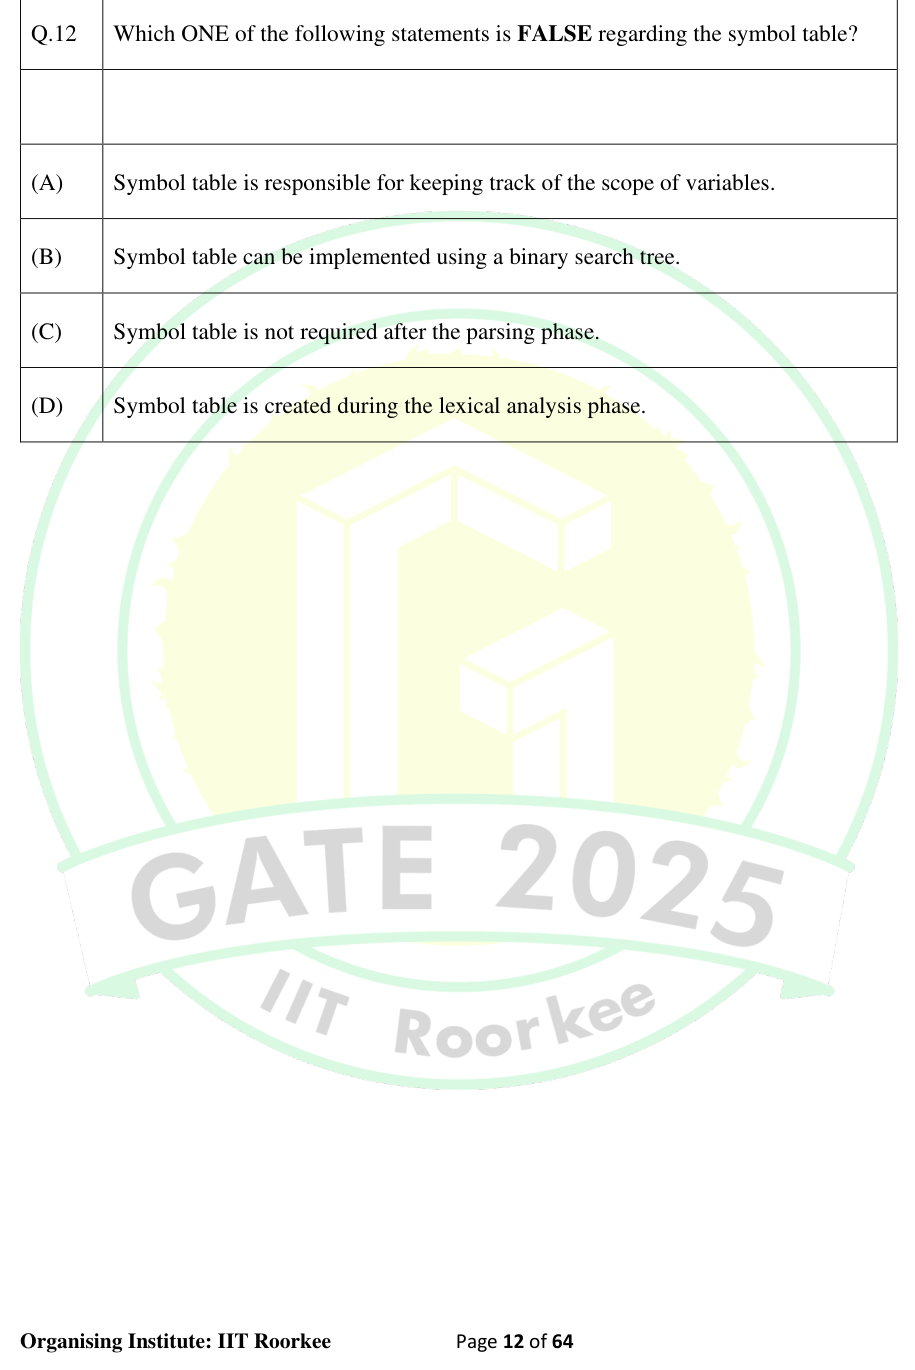 Q.12 Which ONE of the following statements is FALSE regarding the symbol table?
(A) Symbol table is responsible for keeping track of the scope of variables.
(B) Symbol table can be implemented using a binary search tree.
(C) Symbol table is not required after the parsing phase.
(D) Symbol table is created during the lexical analysis phase.
GATE 2025
IIT Roorkee
Organising Institute: IIT Roorkee Page 12 of 64